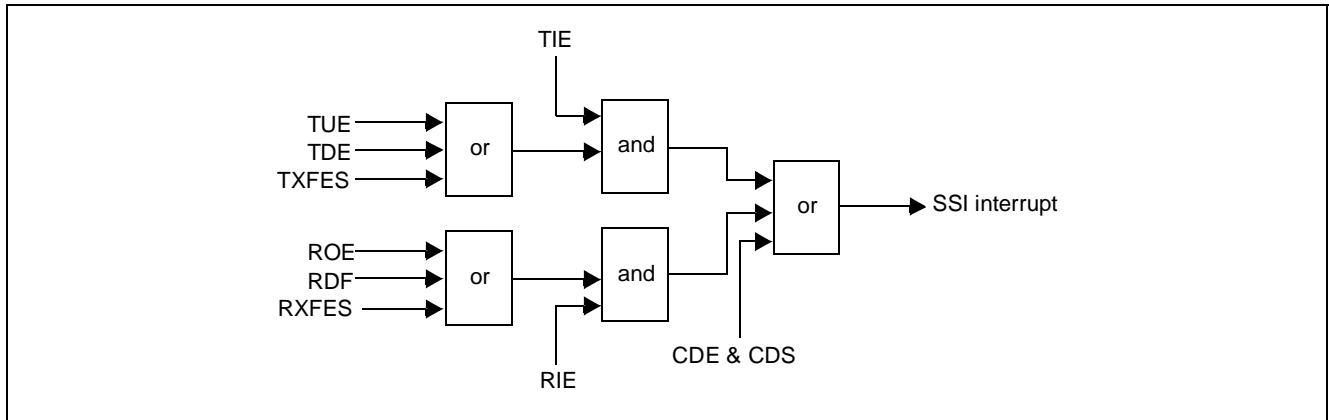 TIE
TUE
TDE
TXFES
or
and
or
SSI interrupt
ROE
RDF
RXFES
or
and
CDE & CDS
RIE